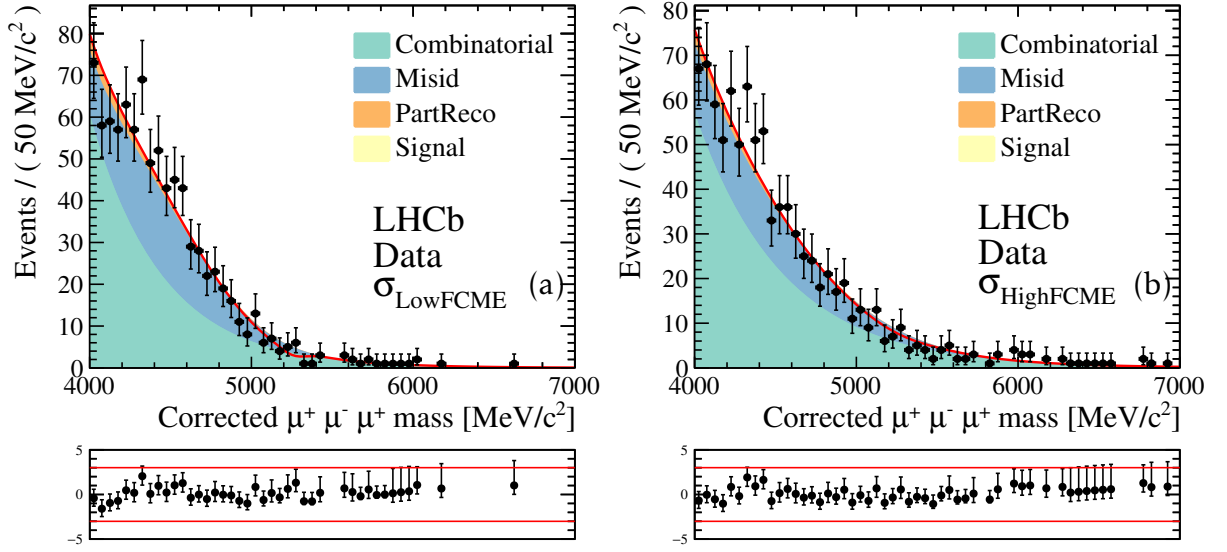 Events / ( 50 MeV/c²)
80
70
60
50
40
30
20
10
0
Combinatorial
Misid
PartReco
Signal
LHCb
Data
σLowFCME (a)
4000 5000 6000 7000
Corrected μ⁺ μ⁻ μ⁺ mass [MeV/c²]
5
0
−5
Events / ( 50 MeV/c²)
80
70
60
50
40
30
20
10
0
Combinatorial
Misid
PartReco
Signal
LHCb
Data
σHighFCME (b)
4000 5000 6000 7000
Corrected μ⁺ μ⁻ μ⁺ mass [MeV/c²]
5
0
−5